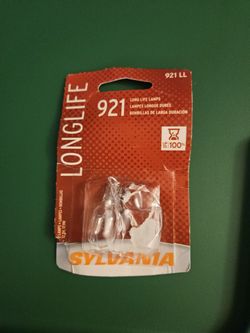 921 LL
LONGLIFE
921
LONG LIFE LAMPS
LAMPES LONGUE DURÉE
BOMBILLAS DE LARGA DURACIÓN
100%
SYLVANIA